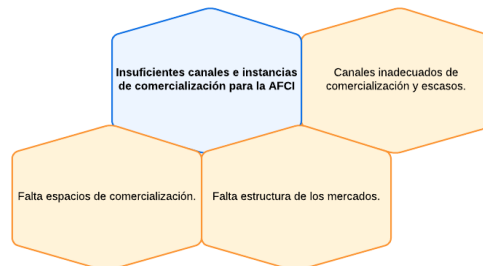 Insuficientes canales e instancias
de comercialización para la AFCI
Canales inadecuados de
comercialización y escasos.
Falta espacios de comercialización.
Falta estructura de los mercados.